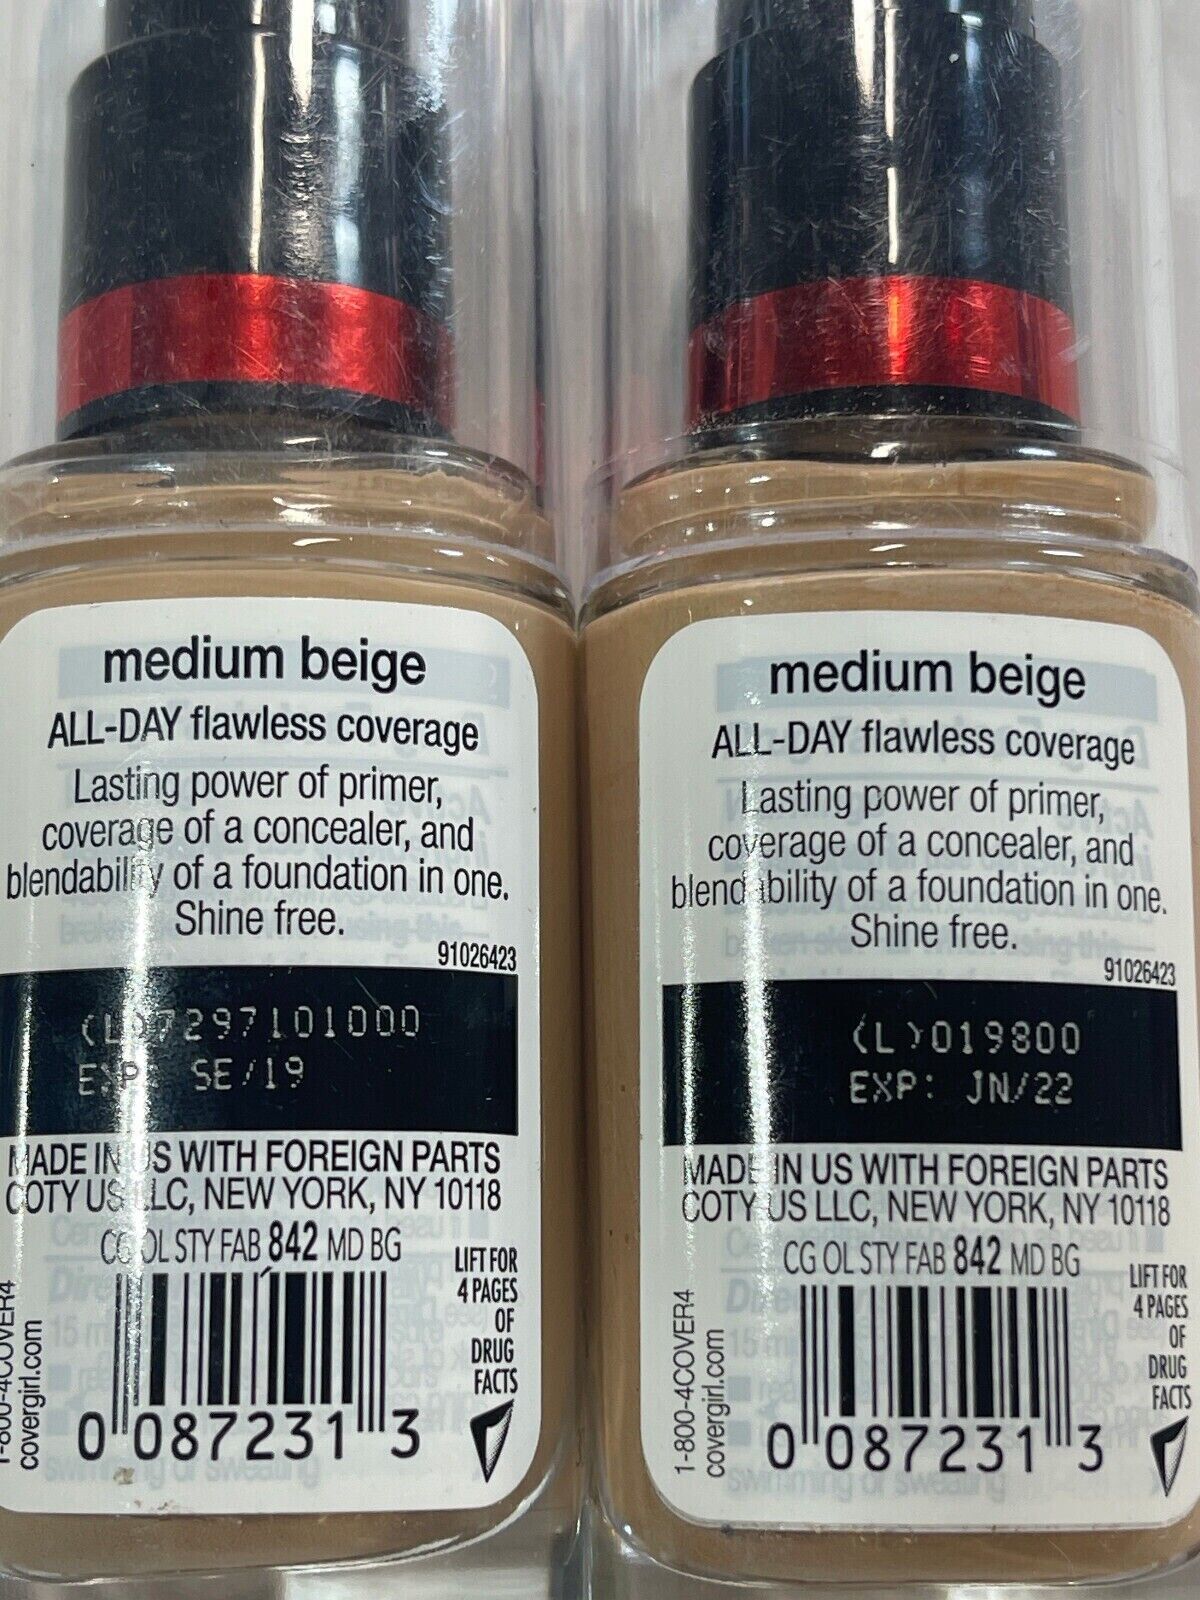 medium beige
ALL-DAY flawless coverage
Lasting power of primer,
coverage of a concealer, and
blendability of a foundation in one.
Shine free.
91026423
(L)7297101000
EXP: SE/19
MADE IN US WITH FOREIGN PARTS
COTY US LLC, NEW YORK, NY 10118
CG OL STY FAB 842 MD BG
LIFT FOR
4 PAGES
OF
DRUG
FACTS
1-800-4COVER4
covergirl.com
0 087231 3
medium beige
ALL-DAY flawless coverage
Lasting power of primer,
coverage of a concealer, and
blendability of a foundation in one.
Shine free.
91026423
(L)019800
EXP: JN/22
MADE IN US WITH FOREIGN PARTS
COTY US LLC, NEW YORK, NY 10118
CG OL STY FAB 842 MD BG
LIFT FOR
4 PAGES
OF
DRUG
FACTS
1-800-4COVER4
covergirl.com
0 087231 3
swimming or sweating